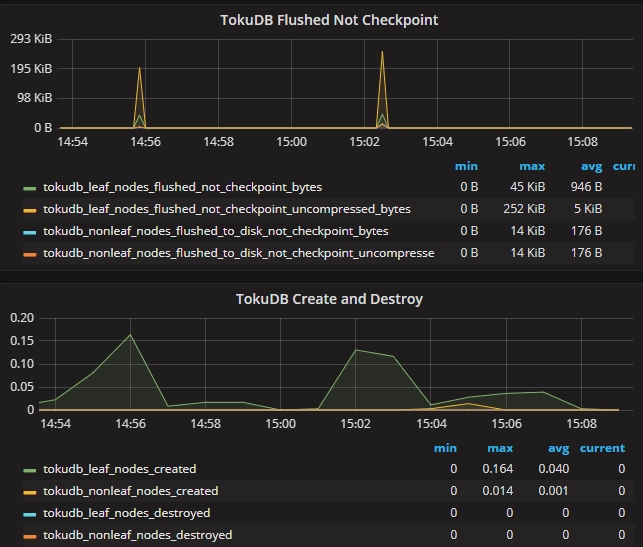 TokuDB Flushed Not Checkpoint
293 KiB
195 KiB
98 KiB
0 B
14:54 14:56 14:58 15:00 15:02 15:04 15:06 15:08
min max avg curr
tokudb_leaf_nodes_flushed_not_checkpoint_bytes 0 B 45 KiB 946 B
tokudb_leaf_nodes_flushed_not_checkpoint_uncompressed_bytes 0 B 252 KiB 5 KiB
tokudb_nonleaf_nodes_flushed_to_disk_not_checkpoint_bytes 0 B 14 KiB 176 B
tokudb_nonleaf_nodes_flushed_to_disk_not_checkpoint_uncompresse 0 B 14 KiB 176 B
TokuDB Create and Destroy
0.20
0.15
0.10
0.05
0
14:54 14:56 14:58 15:00 15:02 15:04 15:06 15:08
min max avg current
tokudb_leaf_nodes_created 0 0.164 0.040 0
tokudb_nonleaf_nodes_created 0 0.014 0.001 0
tokudb_leaf_nodes_destroyed 0 0 0 0
tokudb_nonleaf_nodes_destroyed 0 0 0 0